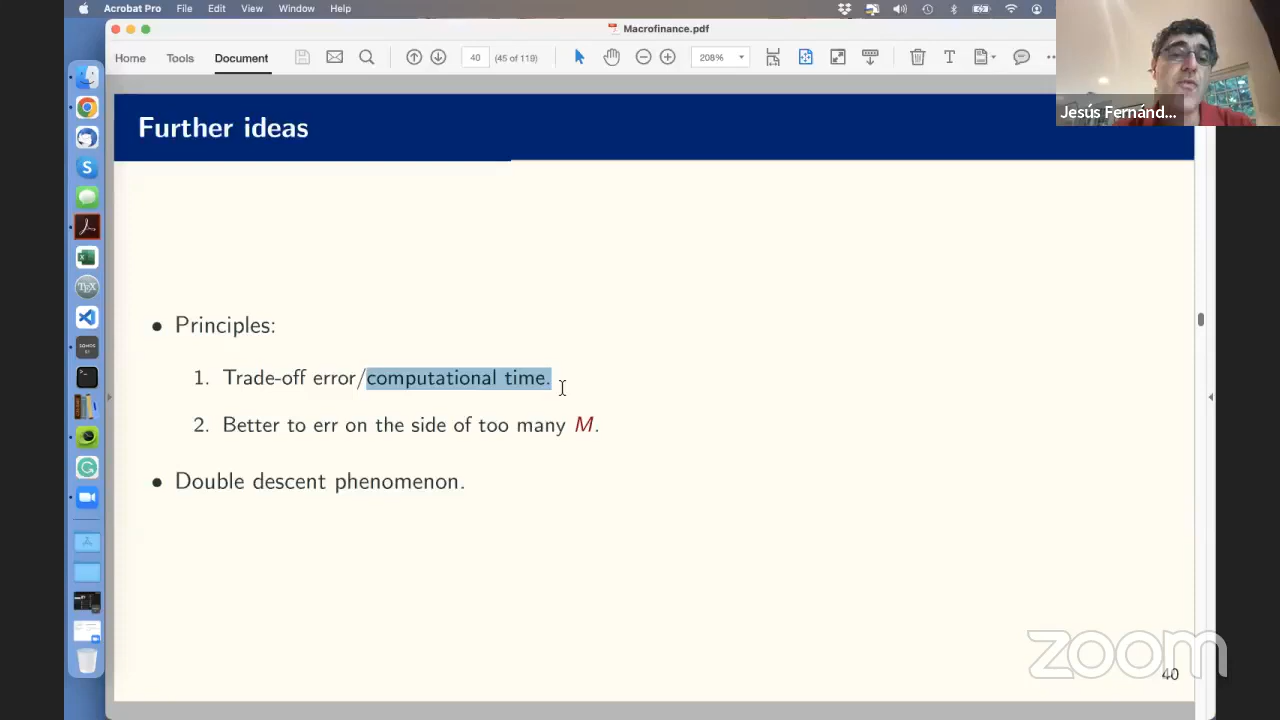 Acrobat Pro File Edit View Window Help
Macrofinance.pdf
Home Tools Document 40 (45 of 119) 208%
Jesús Fernánd...
Further ideas
• Principles:
1. Trade-off error/computational time.
2. Better to err on the side of too many M.
• Double descent phenomenon.
zoom
40